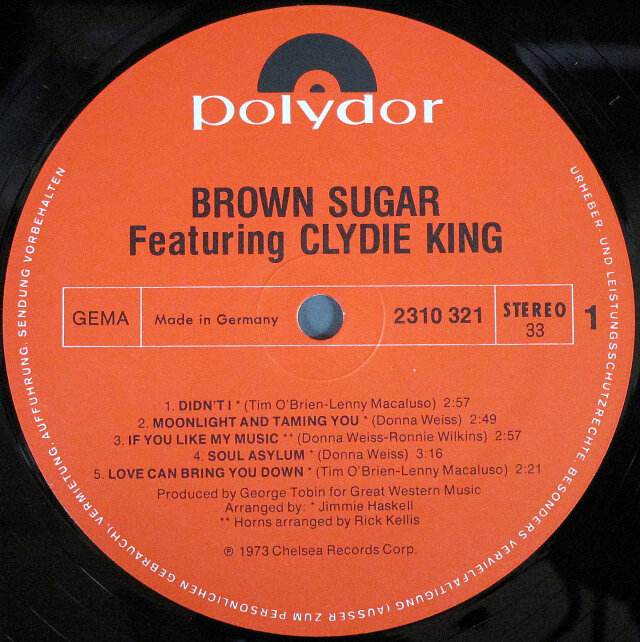 polydor
BROWN SUGAR
Featuring CLYDIE KING
GEMA
Made in Germany
2310 321
STEREO
33
1
1. DIDN'T I * (Tim O'Brien-Lenny Macaluso) 2:57
2. MOONLIGHT AND TAMING YOU * (Donna Weiss) 2:49
3. IF YOU LIKE MY MUSIC ** (Donna Weiss-Ronnie Wilkins) 2:57
4. SOUL ASYLUM * (Donna Weiss) 3:16
5. LOVE CAN BRING YOU DOWN * (Tim O'Brien-Lenny Macaluso) 2:21
Produced by George Tobin for Great Western Music
Arranged by: * Jimmie Haskell
** Horns arranged by Rick Kellis
℗ 1973 Chelsea Records Corp.
URHEBER- UND LEISTUNGSSCHUTZRECHTE BESONDERS VERVIELFÄLTIGUNG (AUSSER ZUM PERSÖNLICHEN GEBRAUCH), VERMIETUNG, AUFFÜHRUNG, SENDUNG VORBEHALTEN